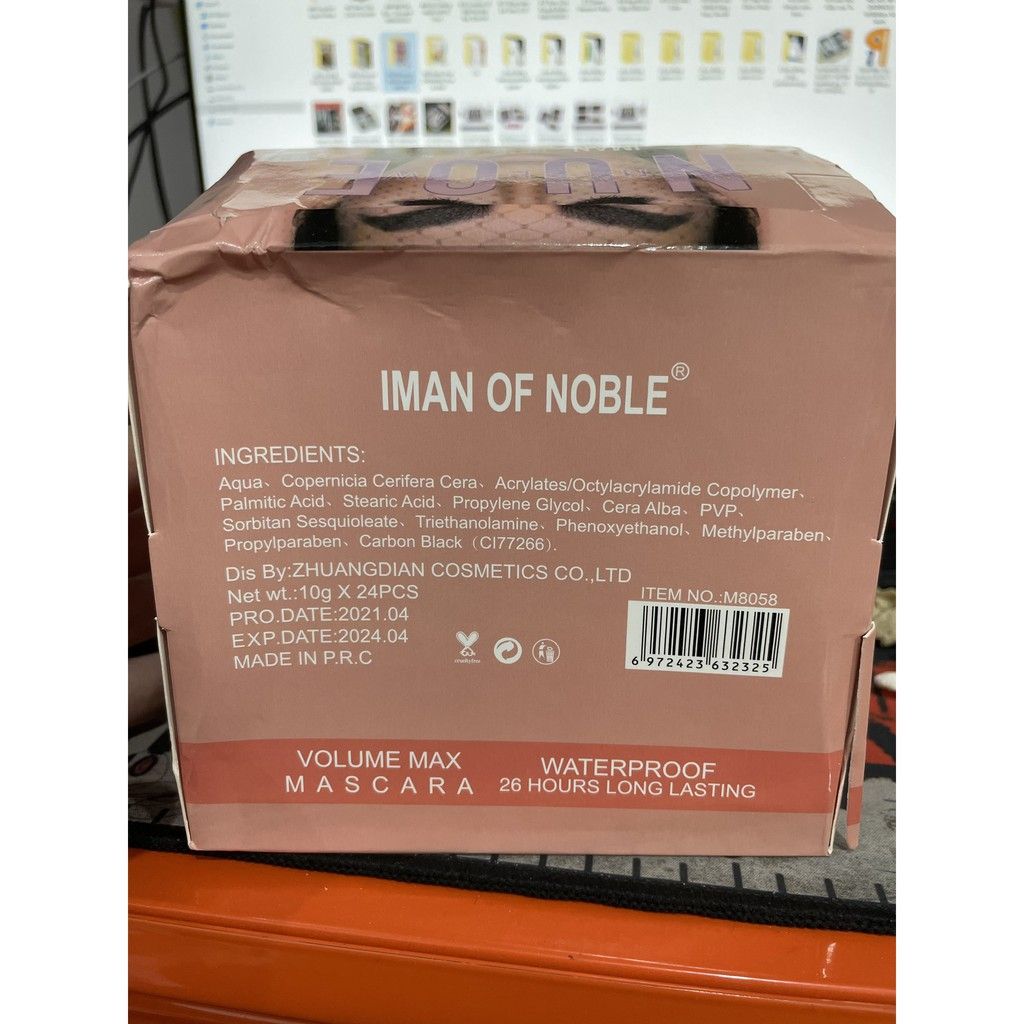 IMAN
NUDE
IMAN OF NOBLE®
INGREDIENTS:
Aqua、Copernicia Cerifera Cera、Acrylates/Octylacrylamide Copolymer、
Palmitic Acid、Stearic Acid、Propylene Glycol、Cera Alba、PVP、
Sorbitan Sesquioleate、Triethanolamine、Phenoxyethanol、Methylparaben、
Propylparaben、Carbon Black（CI77266）.
Dis By:ZHUANGDIAN COSMETICS CO.,LTD
Net wt.:10g X 24PCS
ITEM NO.:M8058
PRO.DATE:2021.04
EXP.DATE:2024.04
MADE IN P.R.C
crueltyfree
6 972423 632325
VOLUME MAX
MASCARA
WATERPROOF
26 HOURS LONG LASTING